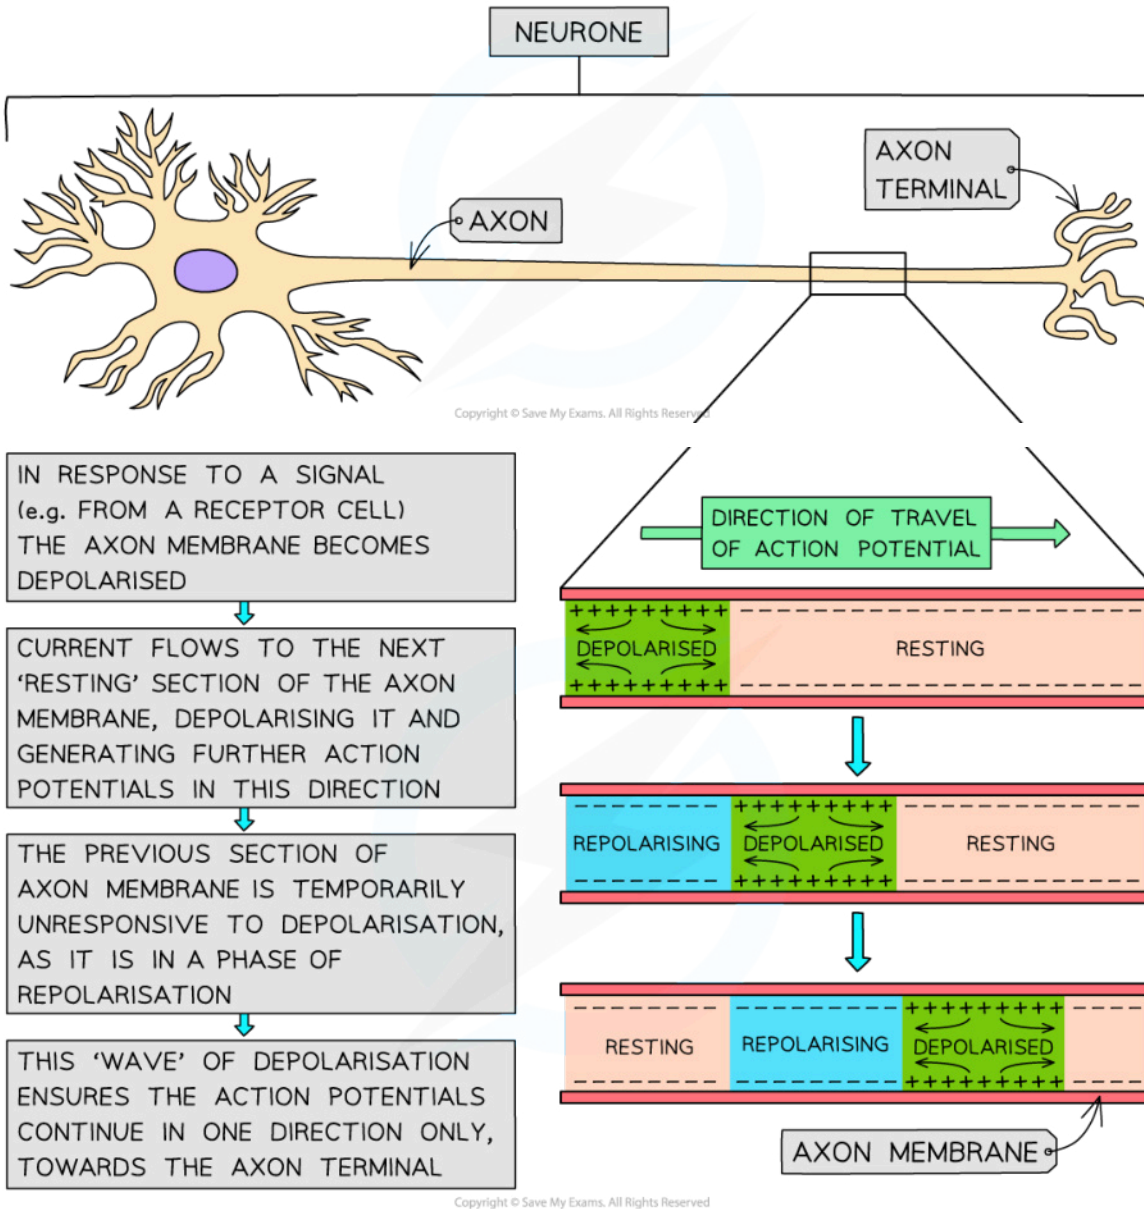 NEURONE
AXON
TERMINAL
AXON
Copyright © Save My Exams. All Rights Reserved
IN RESPONSE TO A SIGNAL
(e.g. FROM A RECEPTOR CELL)
THE AXON MEMBRANE BECOMES
DEPOLARISED
CURRENT FLOWS TO THE NEXT
'RESTING' SECTION OF THE AXON
MEMBRANE, DEPOLARISING IT AND
GENERATING FURTHER ACTION
POTENTIALS IN THIS DIRECTION
THE PREVIOUS SECTION OF
AXON MEMBRANE IS TEMPORARILY
UNRESPONSIVE TO DEPOLARISATION,
AS IT IS IN A PHASE OF
REPOLARISATION
THIS 'WAVE' OF DEPOLARISATION
ENSURES THE ACTION POTENTIALS
CONTINUE IN ONE DIRECTION ONLY,
TOWARDS THE AXON TERMINAL
DIRECTION OF TRAVEL
OF ACTION POTENTIAL
+++++++++ — — — — — — — — — — — — — — — — — — — — —
DEPOLARISED RESTING
+++++++++ — — — — — — — — — — — — — — — — — — — — —
— — — — — — — +++++++++ — — — — — — — — — — — —
REPOLARISING DEPOLARISED RESTING
— — — — — — — +++++++++ — — — — — — — — — — — —
— — — — — — — — — — — — — — +++++++++ — — — —
RESTING REPOLARISING DEPOLARISED
— — — — — — — — — — — — — — +++++++++ — — — —
AXON MEMBRANE
Copyright © Save My Exams. All Rights Reserved